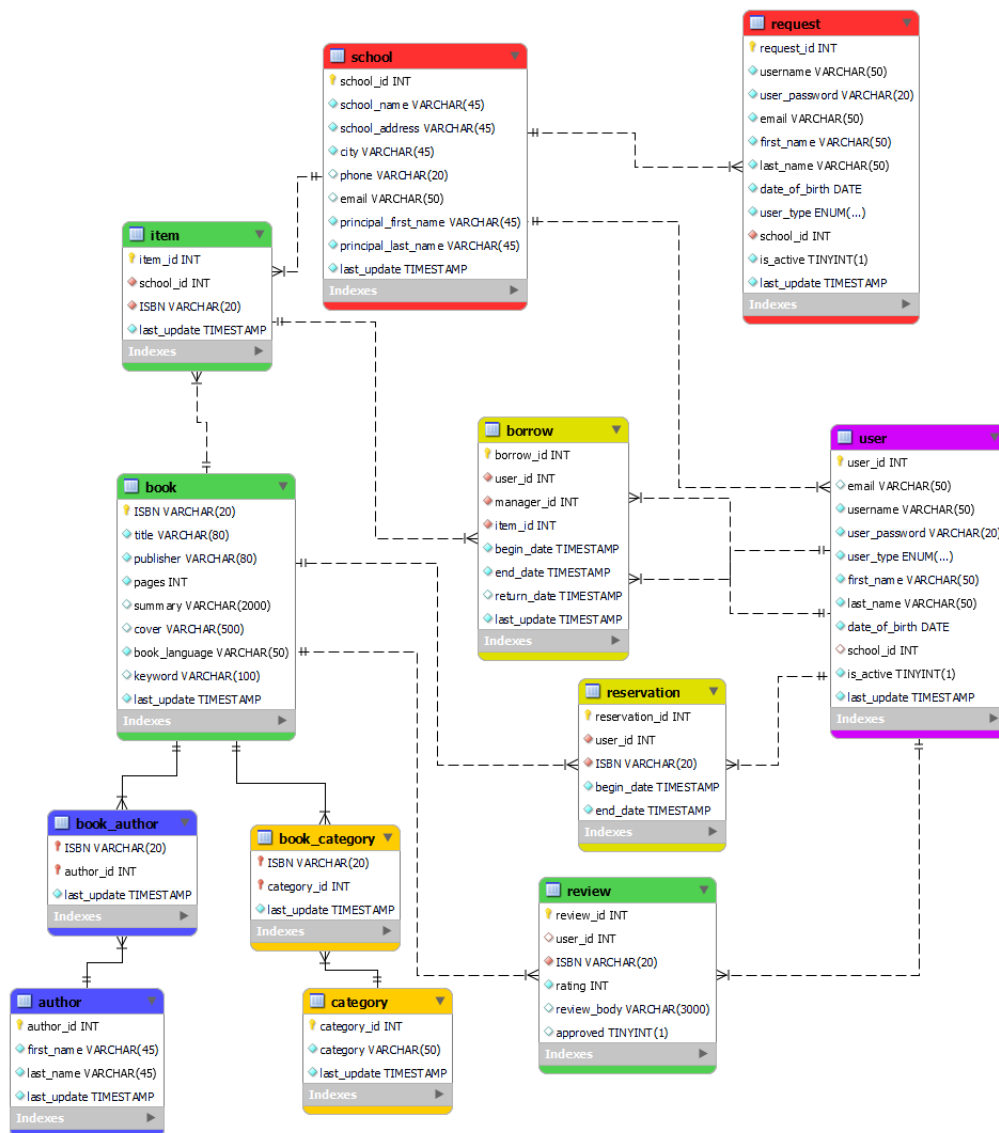 request
request_id INT
username VARCHAR(50)
user_password VARCHAR(20)
email VARCHAR(50)
first_name VARCHAR(50)
last_name VARCHAR(50)
date_of_birth DATE
user_type ENUM(...)
school_id INT
is_active TINYINT(1)
last_update TIMESTAMP
Indexes
school
school_id INT
school_name VARCHAR(45)
school_address VARCHAR(45)
city VARCHAR(45)
phone VARCHAR(20)
email VARCHAR(50)
principal_first_name VARCHAR(45)
principal_last_name VARCHAR(45)
last_update TIMESTAMP
Indexes
item
item_id INT
school_id INT
ISBN VARCHAR(20)
last_update TIMESTAMP
Indexes
borrow
borrow_id INT
user_id INT
manager_id INT
item_id INT
begin_date TIMESTAMP
end_date TIMESTAMP
return_date TIMESTAMP
last_update TIMESTAMP
Indexes
user
user_id INT
email VARCHAR(50)
username VARCHAR(50)
user_password VARCHAR(20)
user_type ENUM(...)
first_name VARCHAR(50)
last_name VARCHAR(50)
date_of_birth DATE
school_id INT
is_active TINYINT(1)
last_update TIMESTAMP
Indexes
book
ISBN VARCHAR(20)
title VARCHAR(80)
publisher VARCHAR(80)
pages INT
summary VARCHAR(2000)
cover VARCHAR(500)
book_language VARCHAR(50)
keyword VARCHAR(100)
last_update TIMESTAMP
Indexes
reservation
reservation_id INT
user_id INT
ISBN VARCHAR(20)
begin_date TIMESTAMP
end_date TIMESTAMP
Indexes
book_author
ISBN VARCHAR(20)
author_id INT
last_update TIMESTAMP
Indexes
book_category
ISBN VARCHAR(20)
category_id INT
last_update TIMESTAMP
Indexes
review
review_id INT
user_id INT
ISBN VARCHAR(20)
rating INT
review_body VARCHAR(3000)
approved TINYINT(1)
Indexes
author
author_id INT
first_name VARCHAR(45)
last_name VARCHAR(45)
last_update TIMESTAMP
Indexes
category
category_id INT
category VARCHAR(50)
last_update TIMESTAMP
Indexes